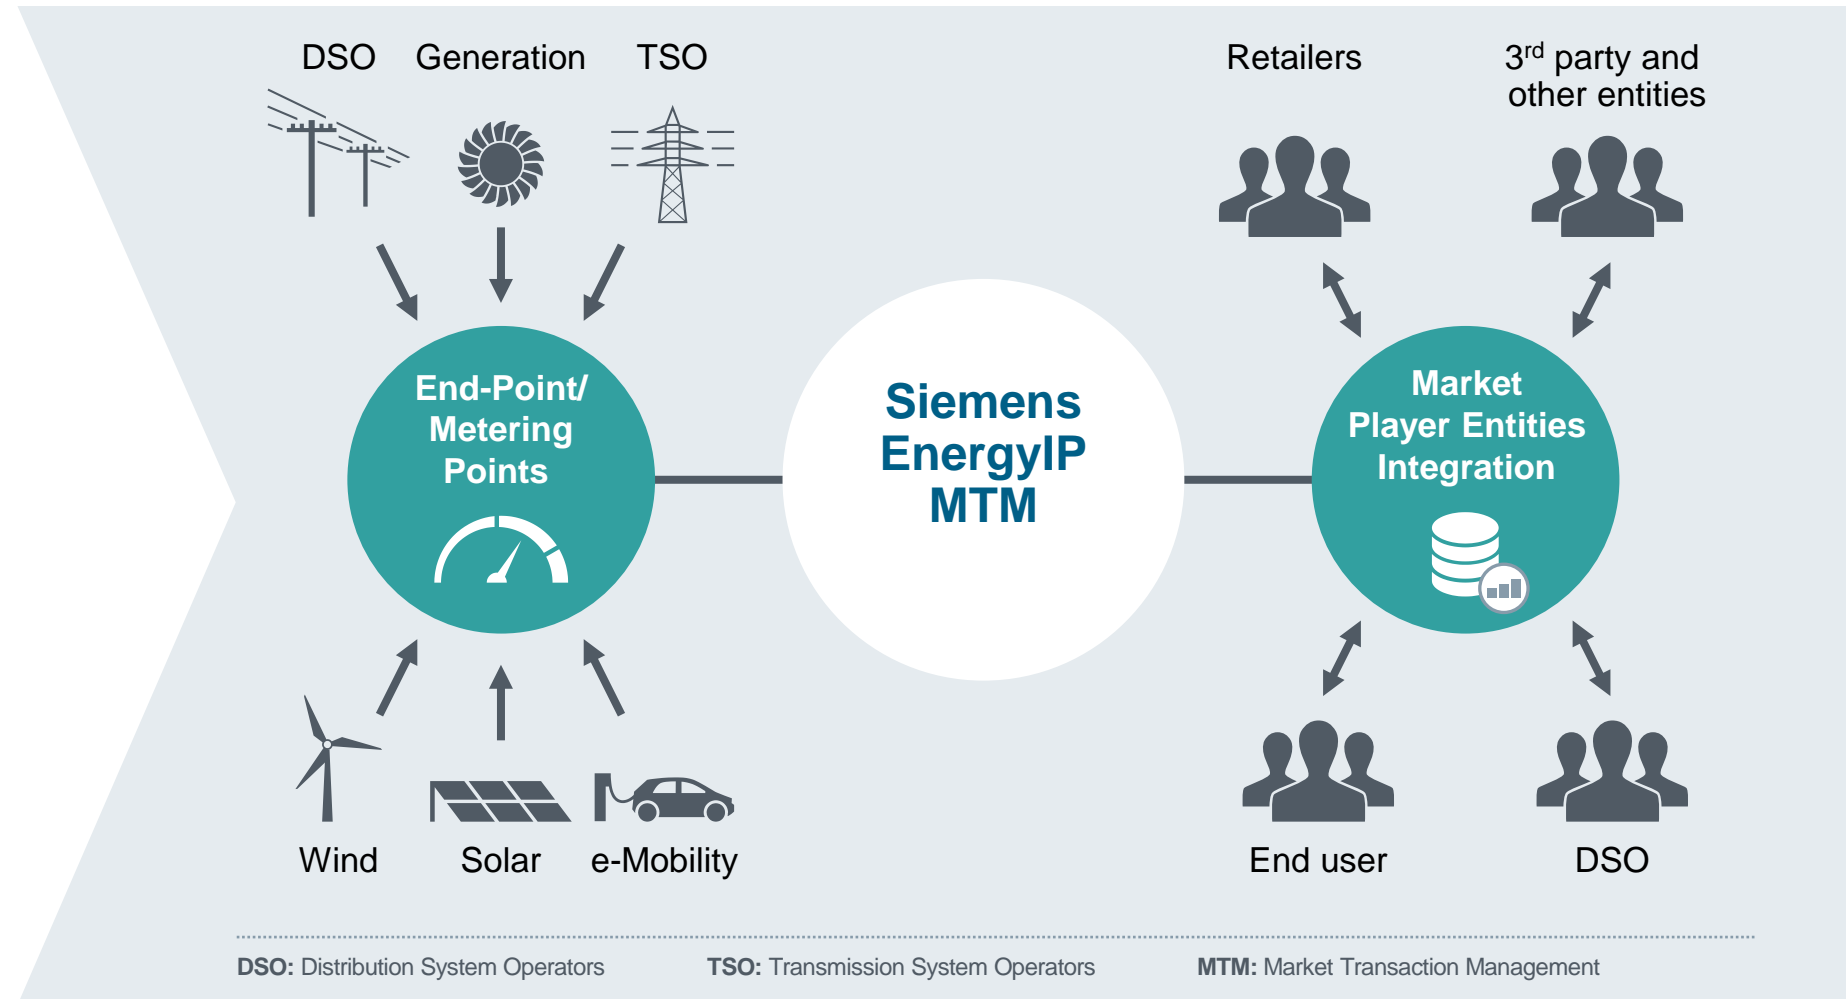 DSO
Generation
TSO
Retailers
3rd party and
other entities
End-Point/
Metering
Points
Siemens
EnergyIP
MTM
Market
Player Entities
Integration
Wind
Solar
e-Mobility
End user
DSO
DSO: Distribution System Operators
TSO: Transmission System Operators
MTM: Market Transaction Management